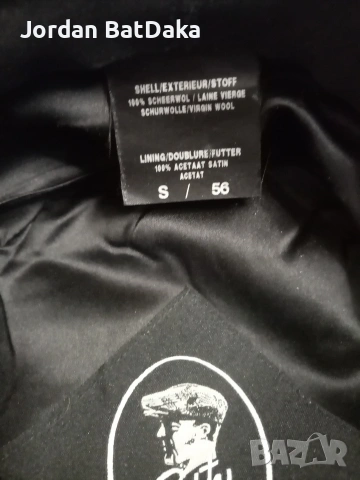 Jordan BatDaka
SHELL/EXTERIEUR/STOFF
100% SCHEERWOL / LAINE VIERGE
SCHURWOLLE/VIRGIN WOOL
LINING/DOUBLURE/FUTTER
100% ACETAAT SATIN
ACETAT
S / 56
City
BAZAR